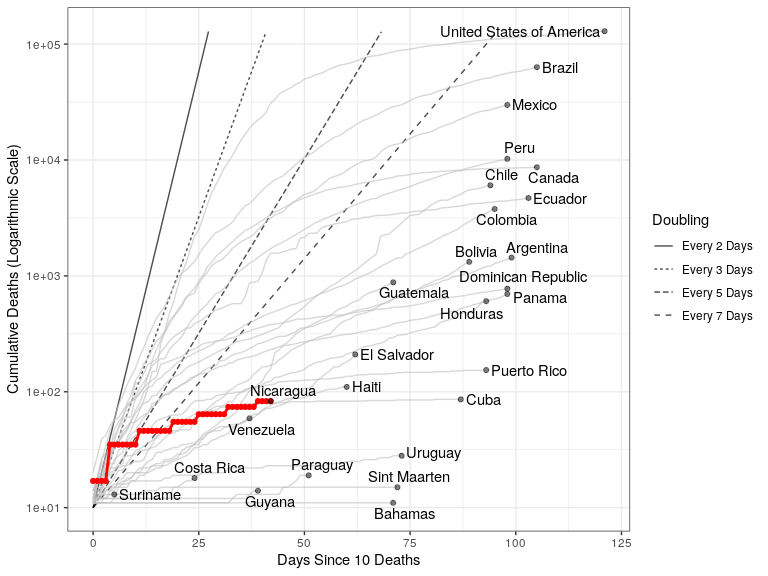 Cumulative Deaths (Logarithmic Scale)
1e+05
1e+04
1e+03
1e+02
1e+01
United States of America
Brazil
Mexico
Peru
Chile
Canada
Ecuador
Colombia
Bolivia
Argentina
Dominican Republic
Guatemala
Panama
Honduras
El Salvador
Puerto Rico
Haiti
Nicaragua
Cuba
Venezuela
Uruguay
Costa Rica
Paraguay
Sint Maarten
Suriname
Guyana
Bahamas
0
25
50
75
100
125
Days Since 10 Deaths
Doubling
Every 2 Days
Every 3 Days
Every 5 Days
Every 7 Days